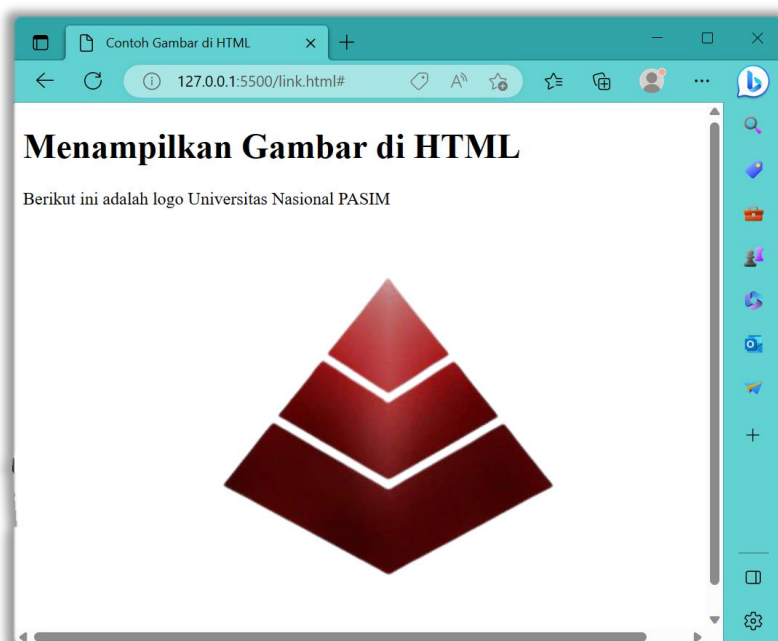 Contoh Gambar di HTML
127.0.0.1:5500/link.html#
Menampilkan Gambar di HTML
Berikut ini adalah logo Universitas Nasional PASIM